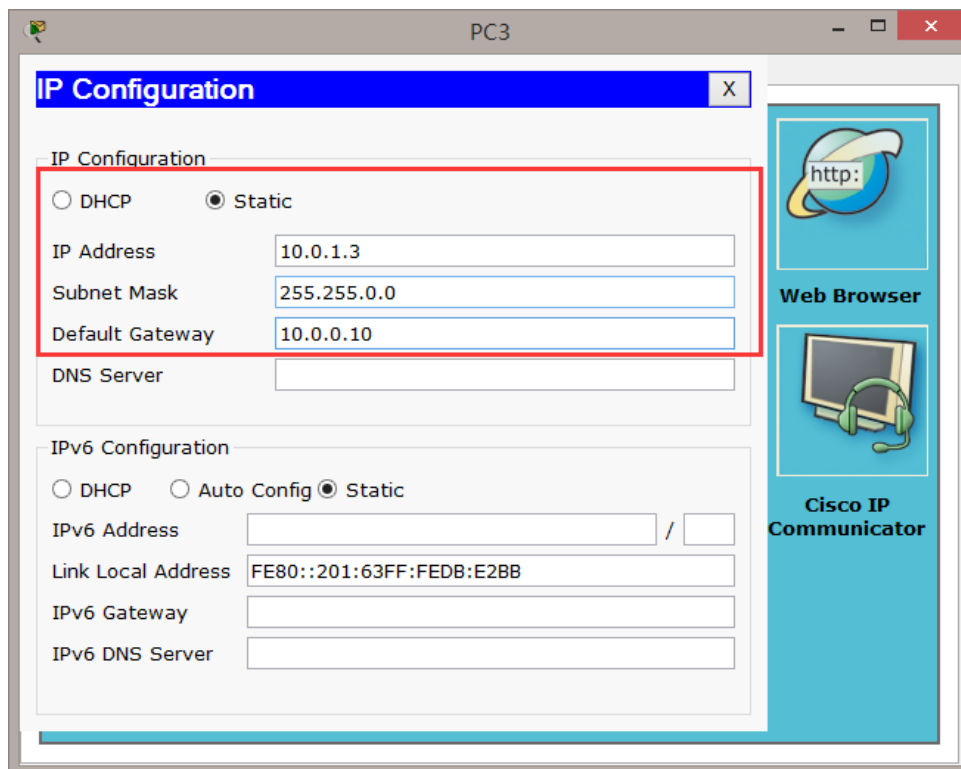 PC3
IP Configuration X
IP Configuration
DHCP Static
IP Address 10.0.1.3
Subnet Mask 255.255.0.0
Default Gateway 10.0.0.10
DNS Server
IPv6 Configuration
DHCP Auto Config Static
IPv6 Address /
Link Local Address FE80::201:63FF:FEDB:E2BB
IPv6 Gateway
IPv6 DNS Server
http:
Web Browser
Cisco IP
Communicator